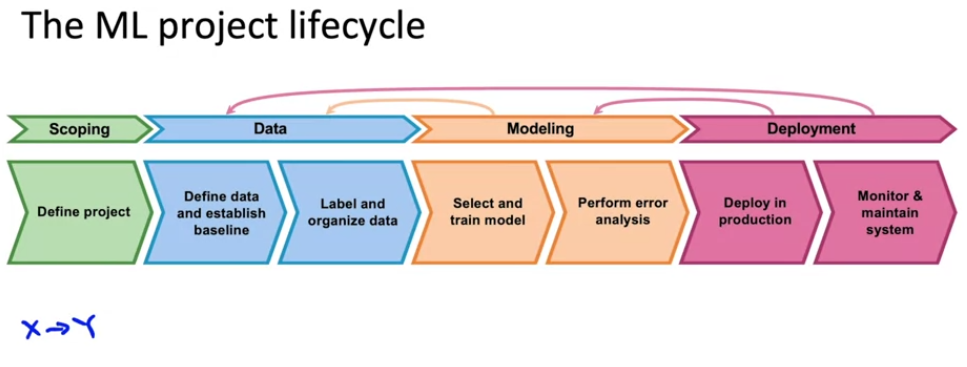 The ML project lifecycle
Scoping
Data
Modeling
Deployment
Define project
Define data
and establish
baseline
Label and
organize data
Select and
train model
Perform error
analysis
Deploy in
production
Monitor &
maintain
system
X→Y